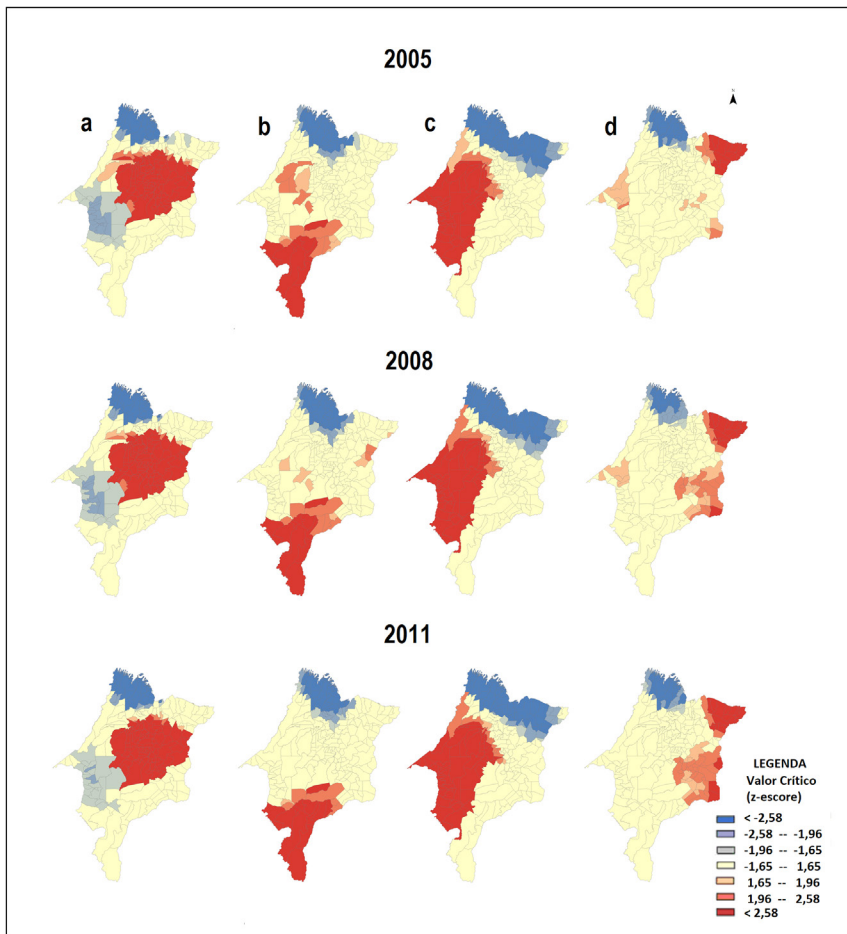 2005
a b c d
N
2008
2011
LEGENDA
Valor Crítico
(z-escore)
< -2,58
-2,58 -- -1,96
-1,96 -- -1,65
-1,65 -- 1,65
1,65 -- 1,96
1,96 -- 2,58
< 2,58